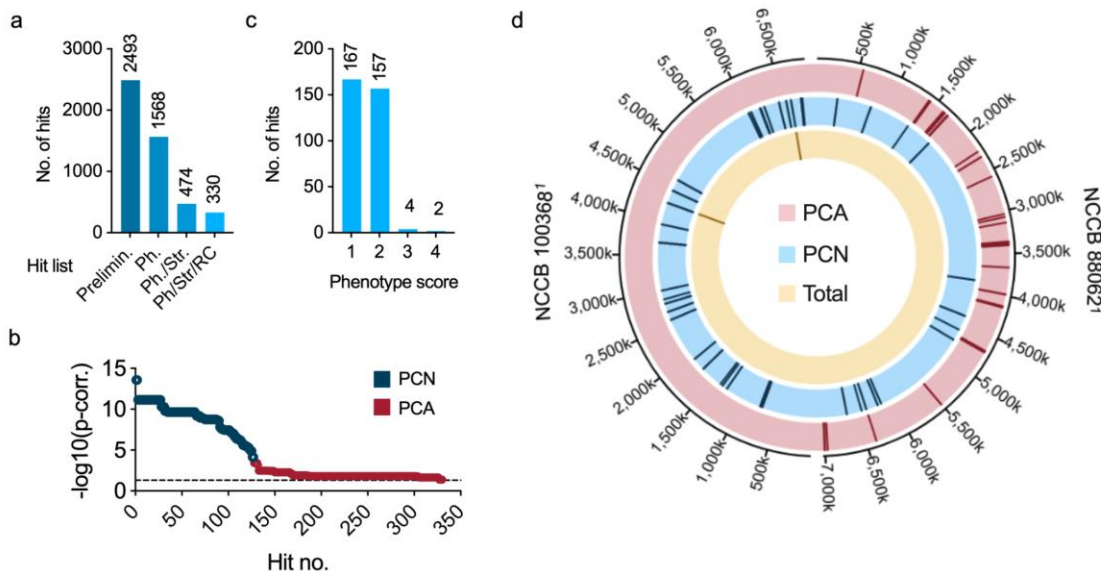 a
No. of hits
3000
2000
1000
0
2493
1568
474
330
Hit list
Prelimin.
Ph.
Ph./Str.
Ph/Str/RC
c
No. of hits
200
150
100
50
0
167
157
4
2
1 2 3 4
Phenotype score
b
-log10(p-corr.)
15
10
5
0
PCN
PCA
0
50
100
150
200
250
300
350
Hit no.
d
NCCB 100368¹
NCCB 88062¹
500k
1,000k
1,500k
2,000k
2,500k
3,000k
3,500k
4,000k
4,500k
5,000k
5,500k
6,000k
6,500k
7,000k
500k
1,000k
1,500k
2,000k
2,500k
3,000k
3,500k
4,000k
4,500k
5,000k
5,500k
6,000k
6,500k
PCA
PCN
Total